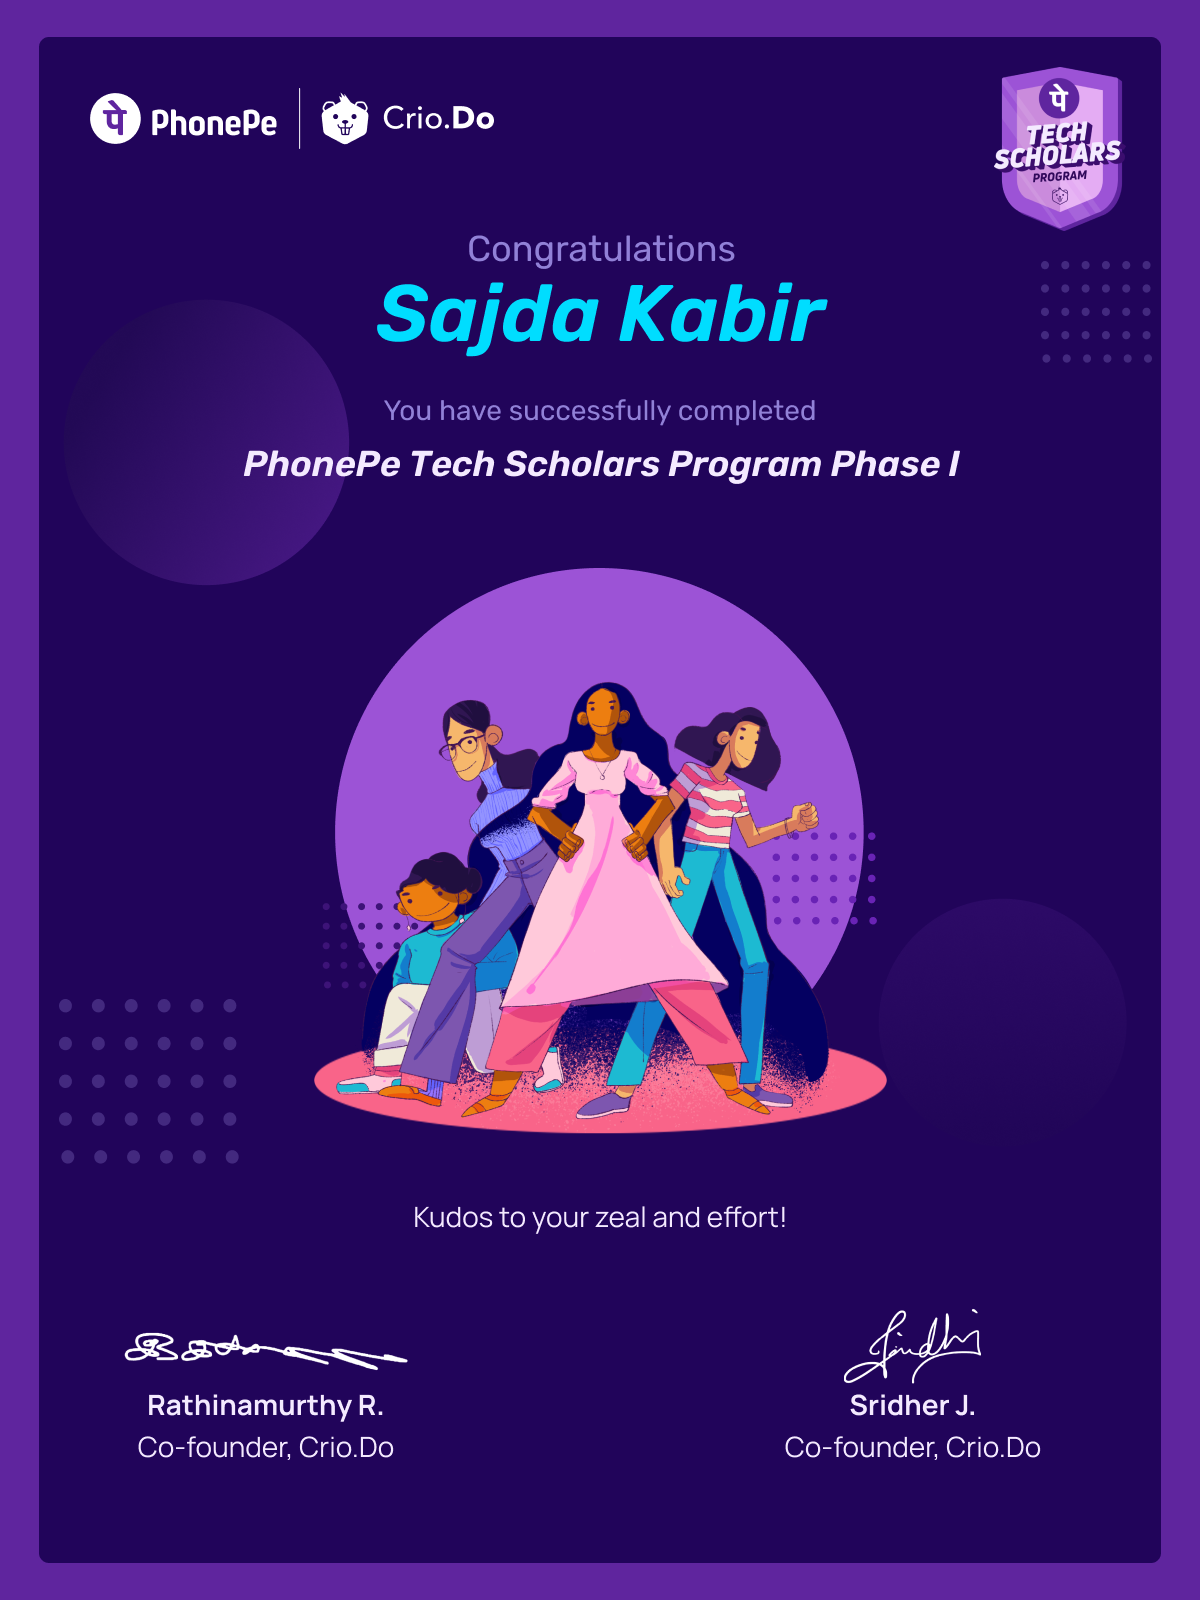 पे PhonePe
Crio.Do
पे
TECH
SCHOLARS
PROGRAM
Congratulations
Sajda Kabir
You have successfully completed
PhonePe Tech Scholars Program Phase I
Kudos to your zeal and effort!
Rathinamurthy R.
Co-founder, Crio.Do
Sridher J.
Co-founder, Crio.Do